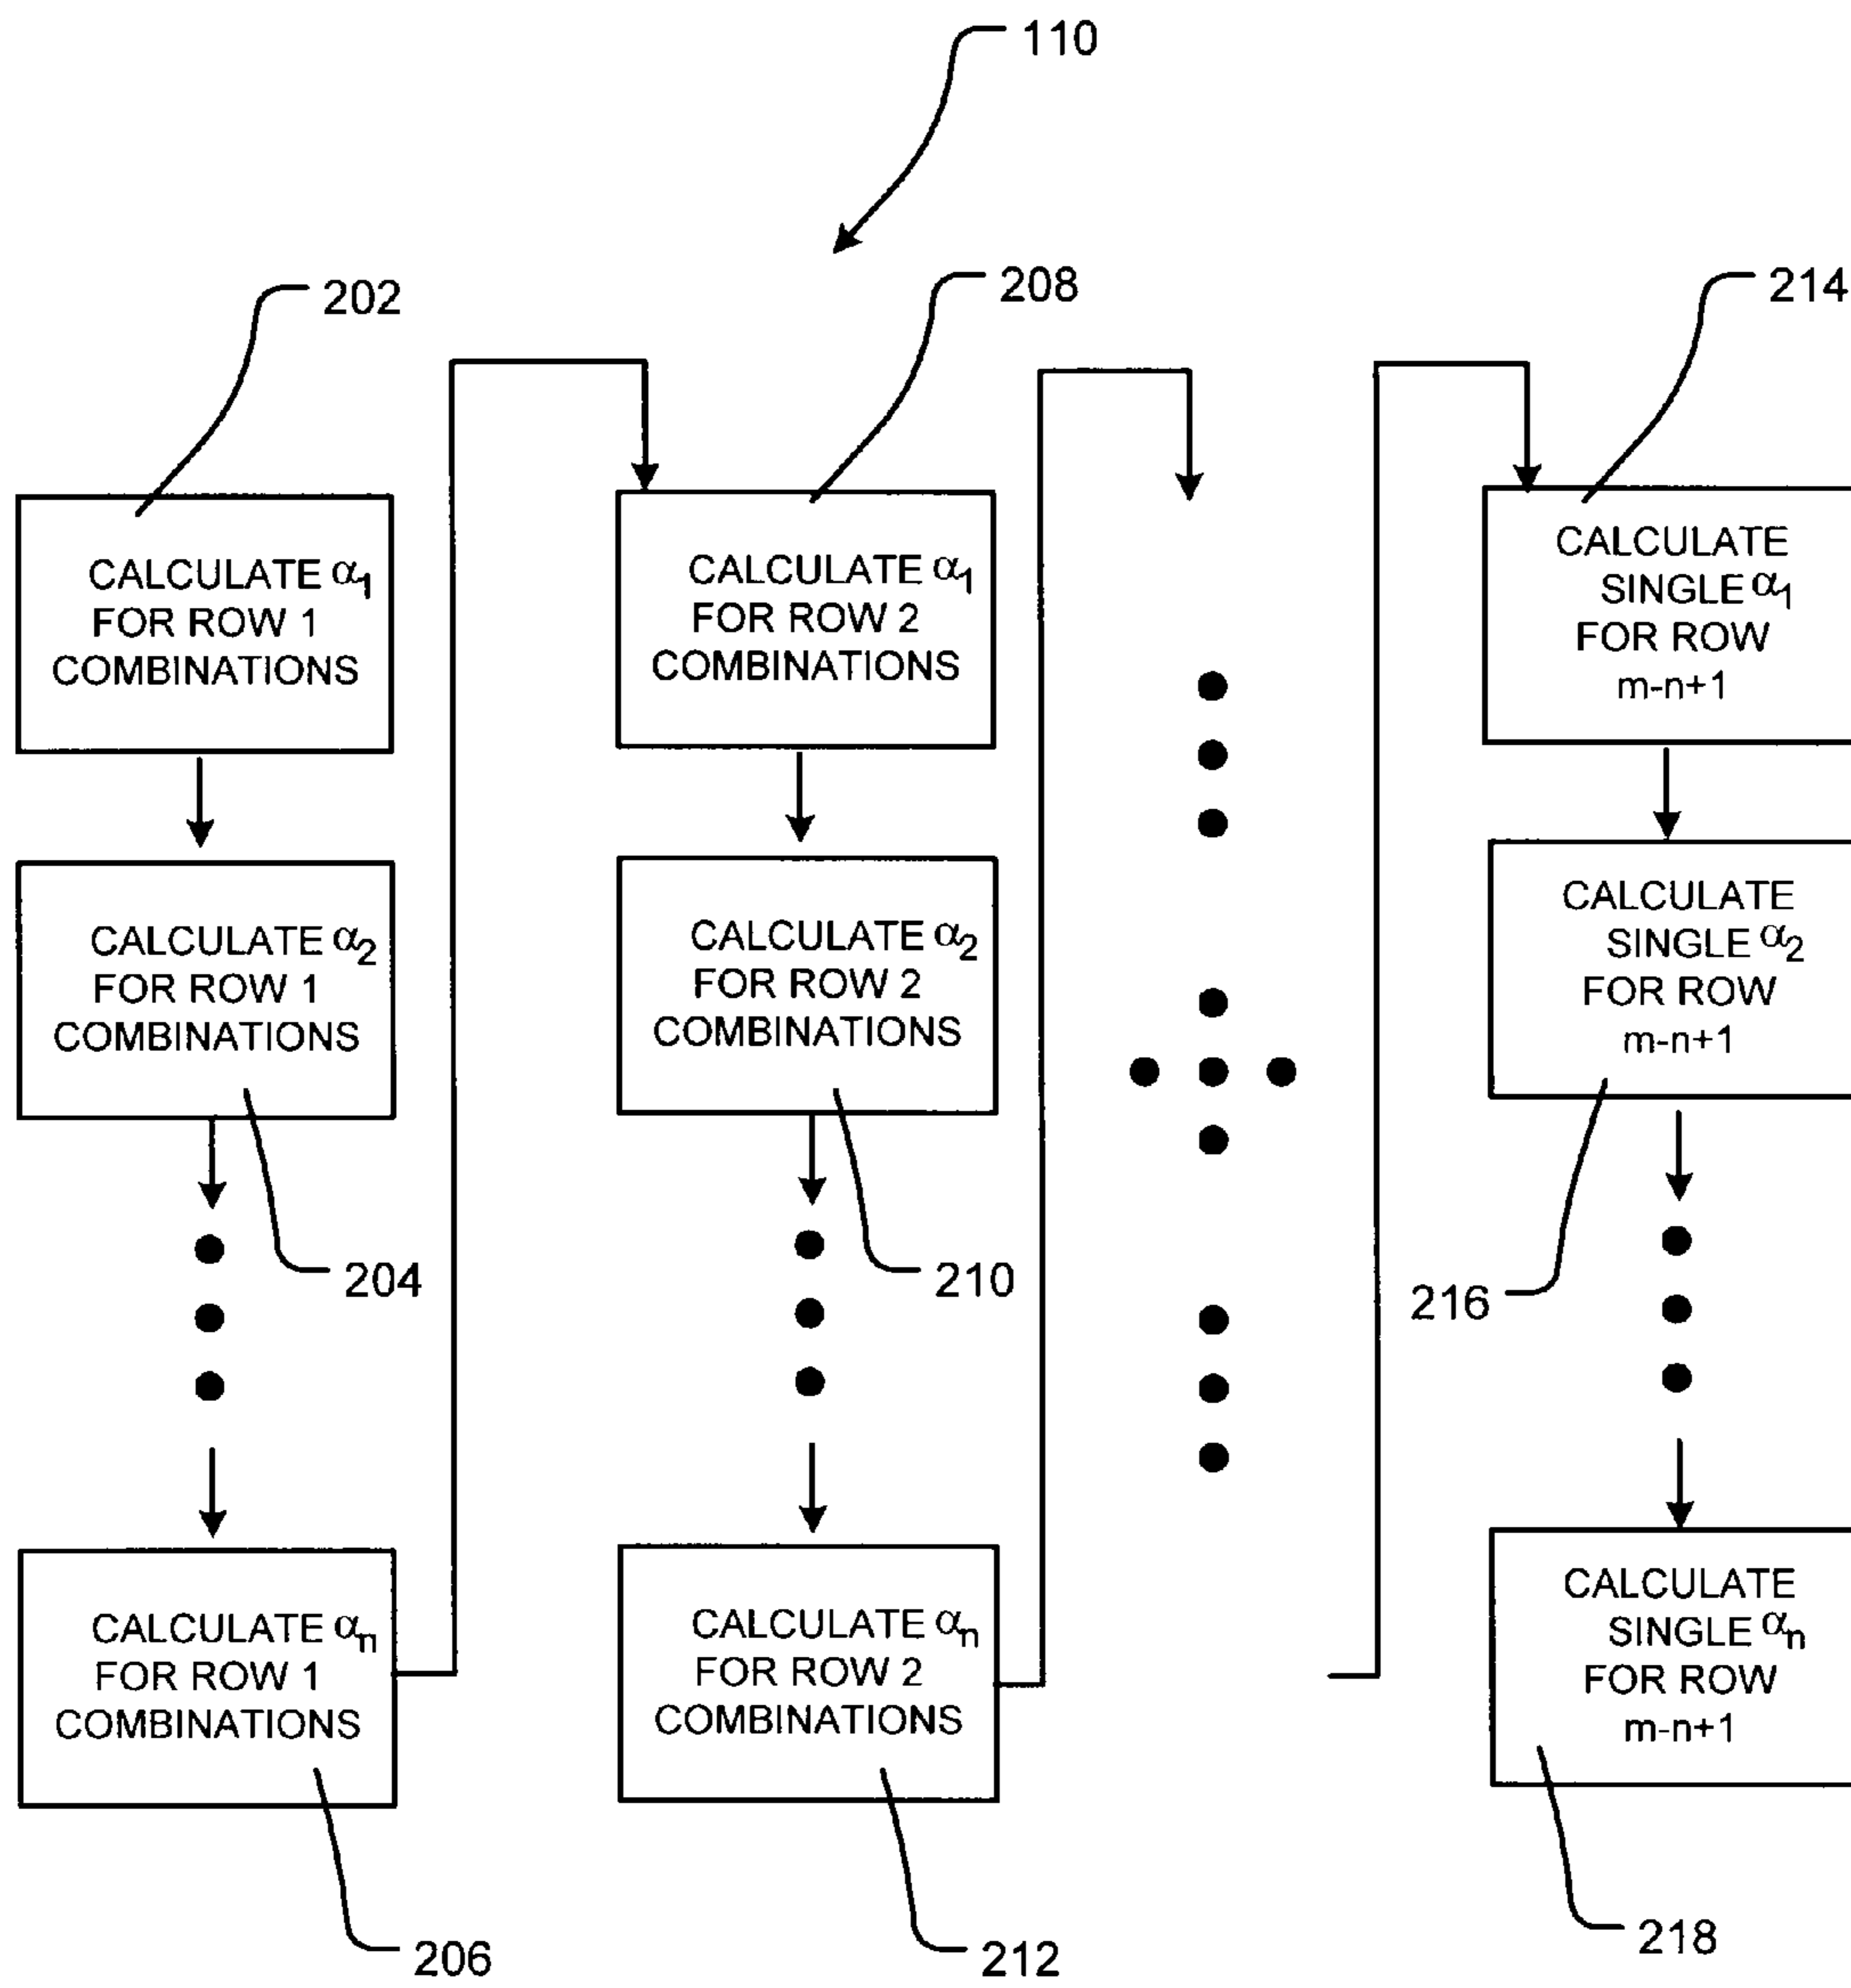 110
202
208
214
CALCULATE α1
FOR ROW 1
COMBINATIONS
CALCULATE α1
FOR ROW 2
COMBINATIONS
CALCULATE
SINGLE α1
FOR ROW
m-n+1
CALCULATE α2
FOR ROW 1
COMBINATIONS
CALCULATE α2
FOR ROW 2
COMBINATIONS
CALCULATE
SINGLE α2
FOR ROW
m-n+1
204
210
216
CALCULATE αn
FOR ROW 1
COMBINATIONS
CALCULATE αn
FOR ROW 2
COMBINATIONS
CALCULATE
SINGLE αn
FOR ROW
m-n+1
206
212
218